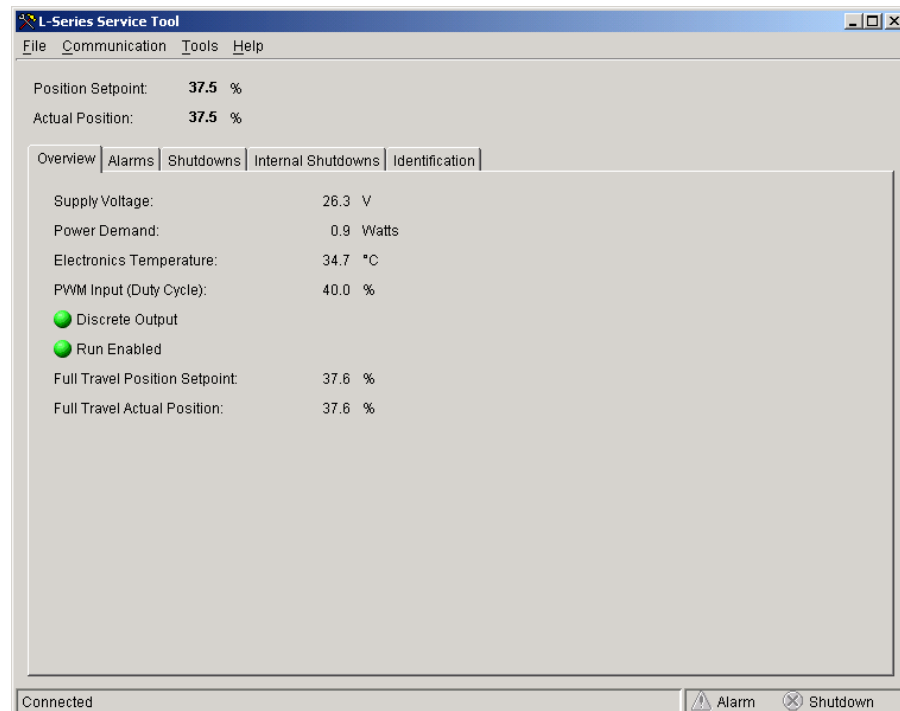 L-Series Service Tool
File Communication Tools Help
Position Setpoint: 37.5 %
Actual Position: 37.5 %
Overview Alarms Shutdowns Internal Shutdowns Identification
Supply Voltage: 26.3 V
Power Demand: 0.9 Watts
Electronics Temperature: 34.7 °C
PWM Input (Duty Cycle): 40.0 %
Discrete Output
Run Enabled
Full Travel Position Setpoint: 37.6 %
Full Travel Actual Position: 37.6 %
Connected Alarm Shutdown